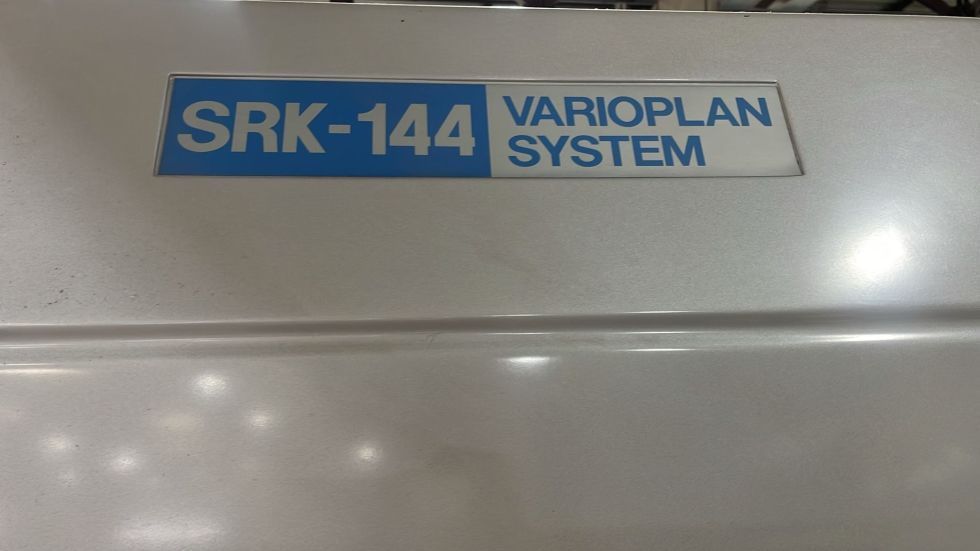 SRK-144
VARIOPLAN
SYSTEM